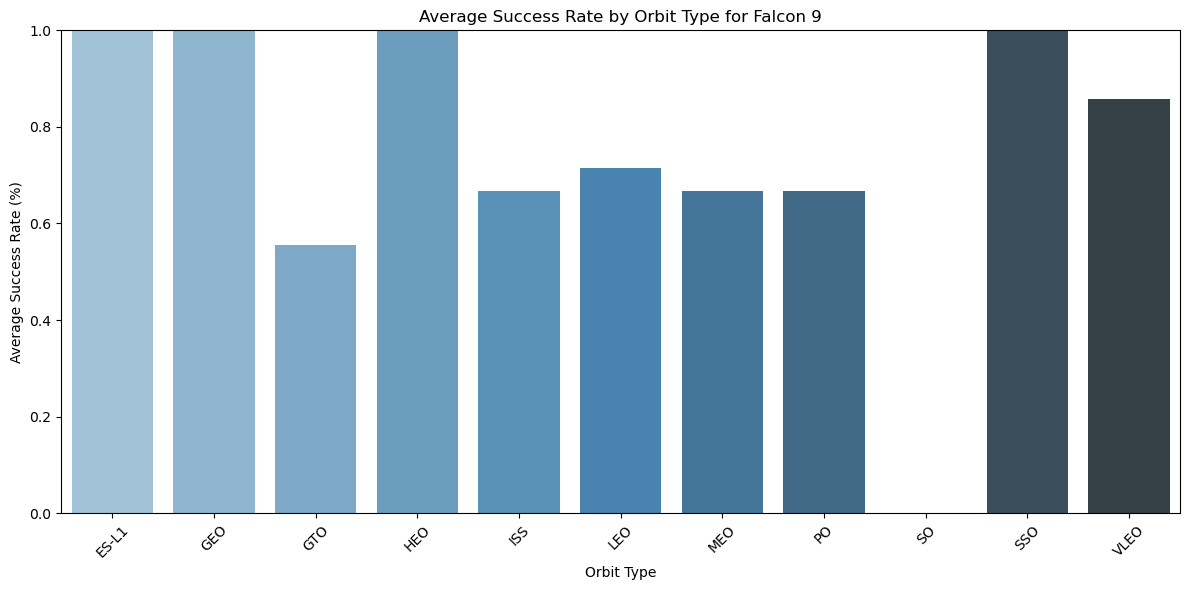 Average Success Rate by Orbit Type for Falcon 9
Average Success Rate (%)
1.0
0.8
0.6
0.4
0.2
0.0
ES-L1
GEO
GTO
HEO
ISS
LEO
MEO
PO
SO
SSO
VLEO
Orbit Type